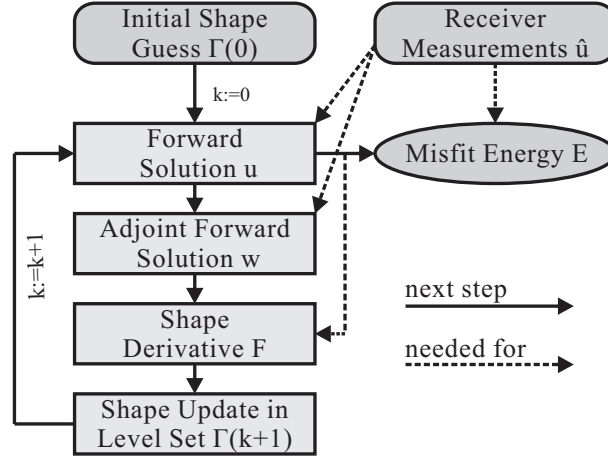 Initial Shape
Guess Γ(0)
Receiver
Measurements û
k:=0
Forward
Solution u
Misfit Energy E
Adjoint Forward
Solution w
k:=k+1
Shape
Derivative F
next step
needed for
Shape Update in
Level Set Γ(k+1)